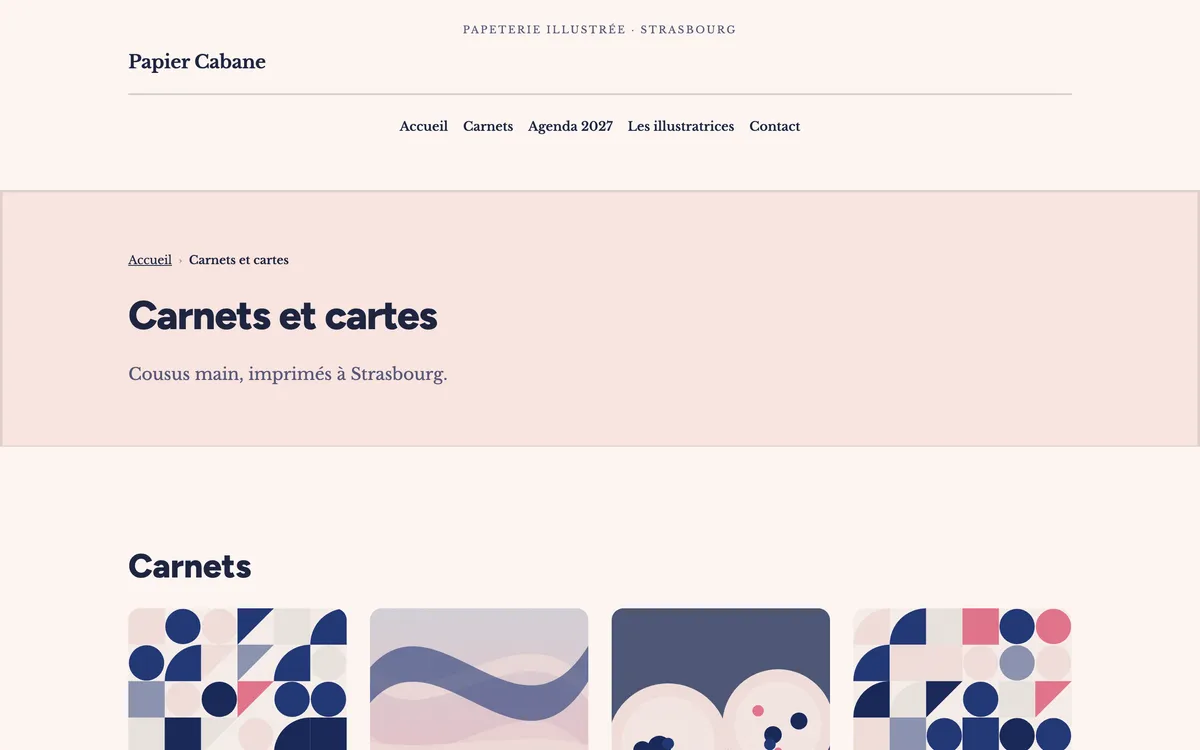 PAPETERIE ILLUSTRÉE · STRASBOURG
Papier Cabane
Accueil Carnets Agenda 2027 Les illustratrices Contact
Accueil › Carnets et cartes
Carnets et cartes
Cousus main, imprimés à Strasbourg.
Carnets